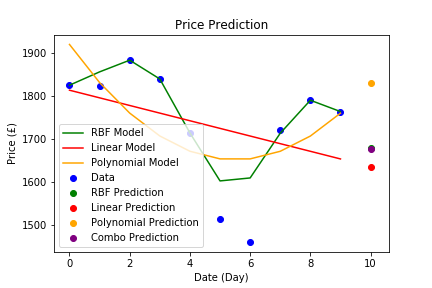 Price Prediction
Price (£)
1900
1800
1700
1600
1500
RBF Model
Linear Model
Polynomial Model
Data
RBF Prediction
Linear Prediction
Polynomial Prediction
Combo Prediction
0 2 4 6 8 10
Date (Day)